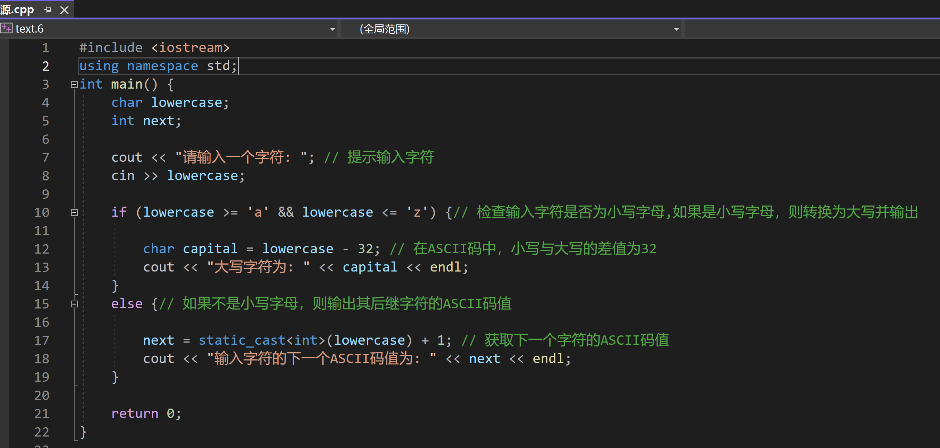 源.cpp
text.6 (全局范围)
1 #include <iostream>
2 using namespace std;
3 int main() {
4 char lowercase;
5 int next;
6
7 cout << "请输入一个字符: "; // 提示输入字符
8 cin >> lowercase;
9
10 if (lowercase >= 'a' && lowercase <= 'z') {// 检查输入字符是否为小写字母,如果是小写字母，则转换为大写并输出
11
12 char capital = lowercase - 32; // 在ASCII码中，小写与大写的差值为32
13 cout << "大写字符为: " << capital << endl;
14 }
15 else {// 如果不是小写字母，则输出其后继字符的ASCII码值
16
17 next = static_cast<int>(lowercase) + 1; // 获取下一个字符的ASCII码值
18 cout << "输入字符的下一个ASCII码值为: " << next << endl;
19 }
20
21 return 0;
22 }